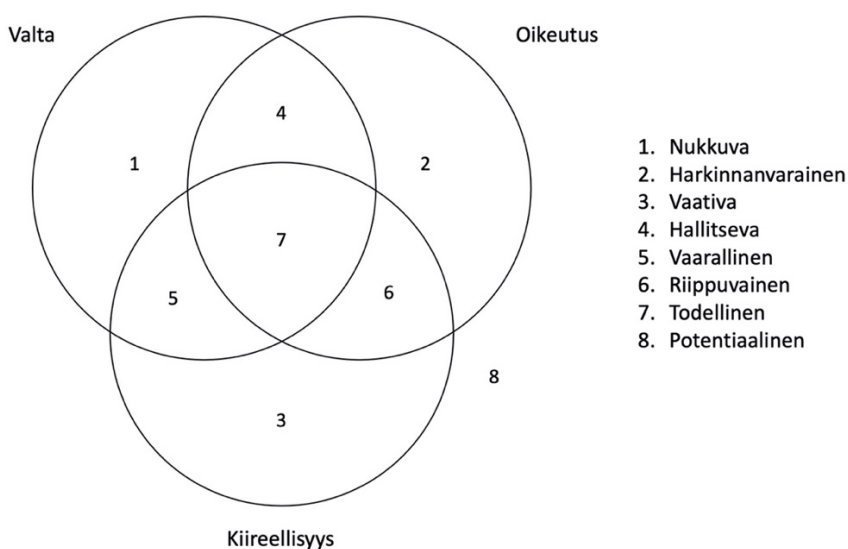 Valta
Oikeutus
4
1
2
7
5
6
8
3
Kiireellisyys
1. Nukkuva
2. Harkinnanvarainen
3. Vaativa
4. Hallitseva
5. Vaarallinen
6. Riippuvainen
7. Todellinen
8. Potentiaalinen